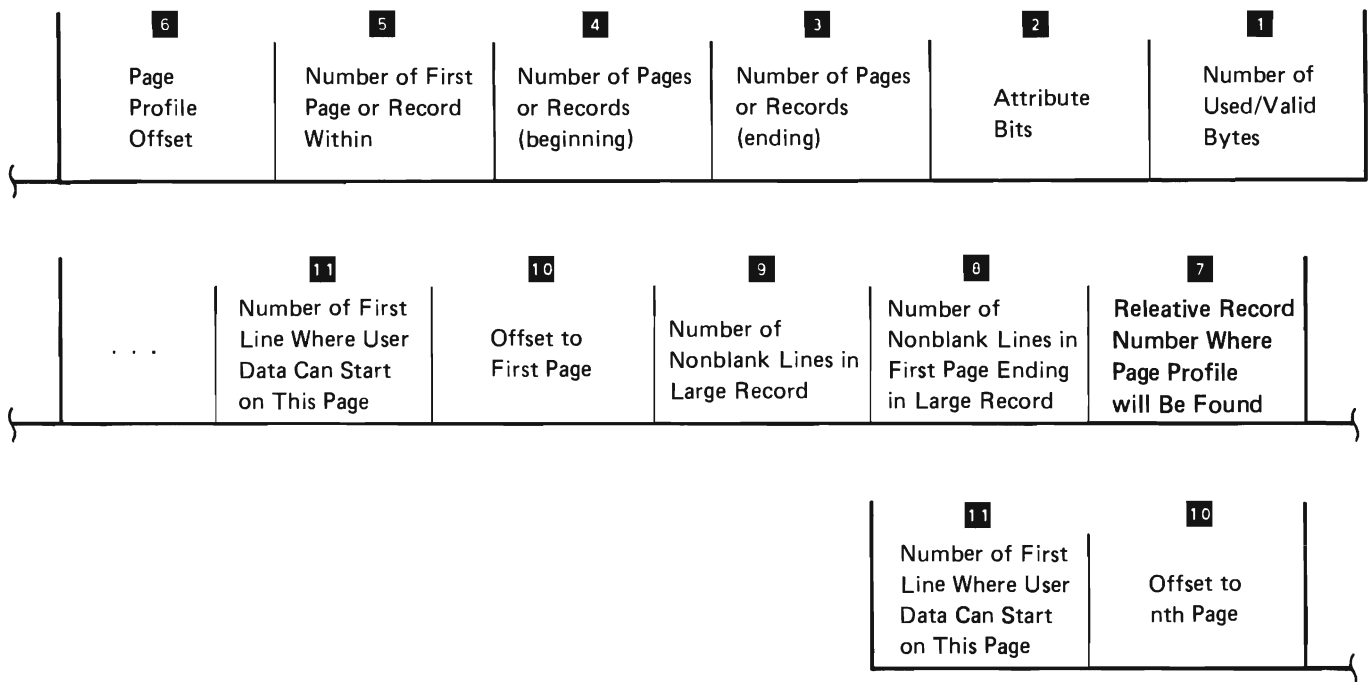 6
Page
Profile
Offset
5
Number of First
Page or Record
Within
4
Number of Pages
or Records
(beginning)
3
Number of Pages
or Records
(ending)
2
Attribute
Bits
1
Number of
Used/Valid
Bytes
. . .
11
Number of First
Line Where User
Data Can Start
on This Page
10
Offset to
First Page
9
Number of
Nonblank Lines in
Large Record
8
Number of
Nonblank Lines in
First Page Ending
in Large Record
7
Releative Record
Number Where
Page Profile
will Be Found
11
Number of First
Line Where User
Data Can Start
on This Page
10
Offset to
nth Page